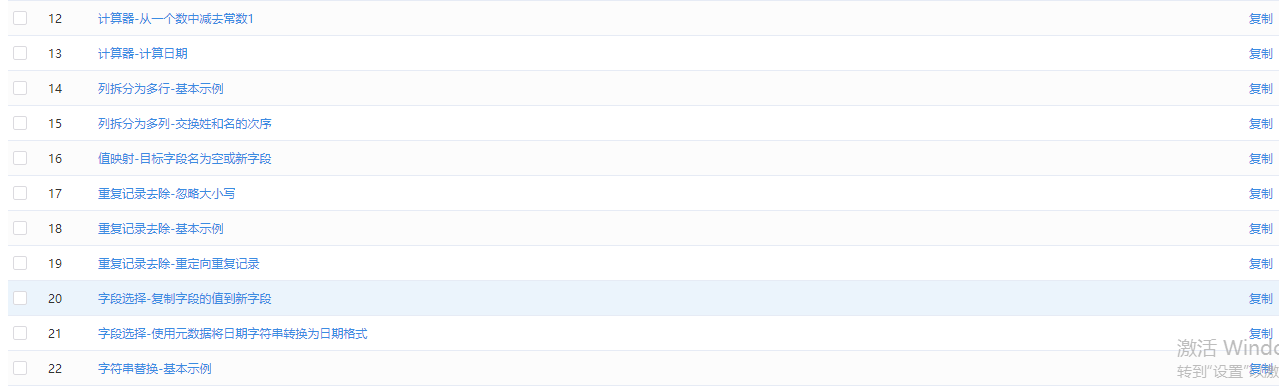 12 计算器-从一个数中减去常数1 复制
13 计算器-计算日期 复制
14 列拆分为多行-基本示例 复制
15 列拆分为多列-交换姓和名的次序 复制
16 值映射-目标字段名为空或新字段 复制
17 重复记录去除-忽略大小写 复制
18 重复记录去除-基本示例 复制
19 重复记录去除-重定向重复记录 复制
20 字段选择-复制字段的值到新字段 复制
21 字段选择-使用元数据将日期字符串转换为日期格式 复制
激活 Windo
22 字符串替换-基本示例 复制
转到“设置”以激